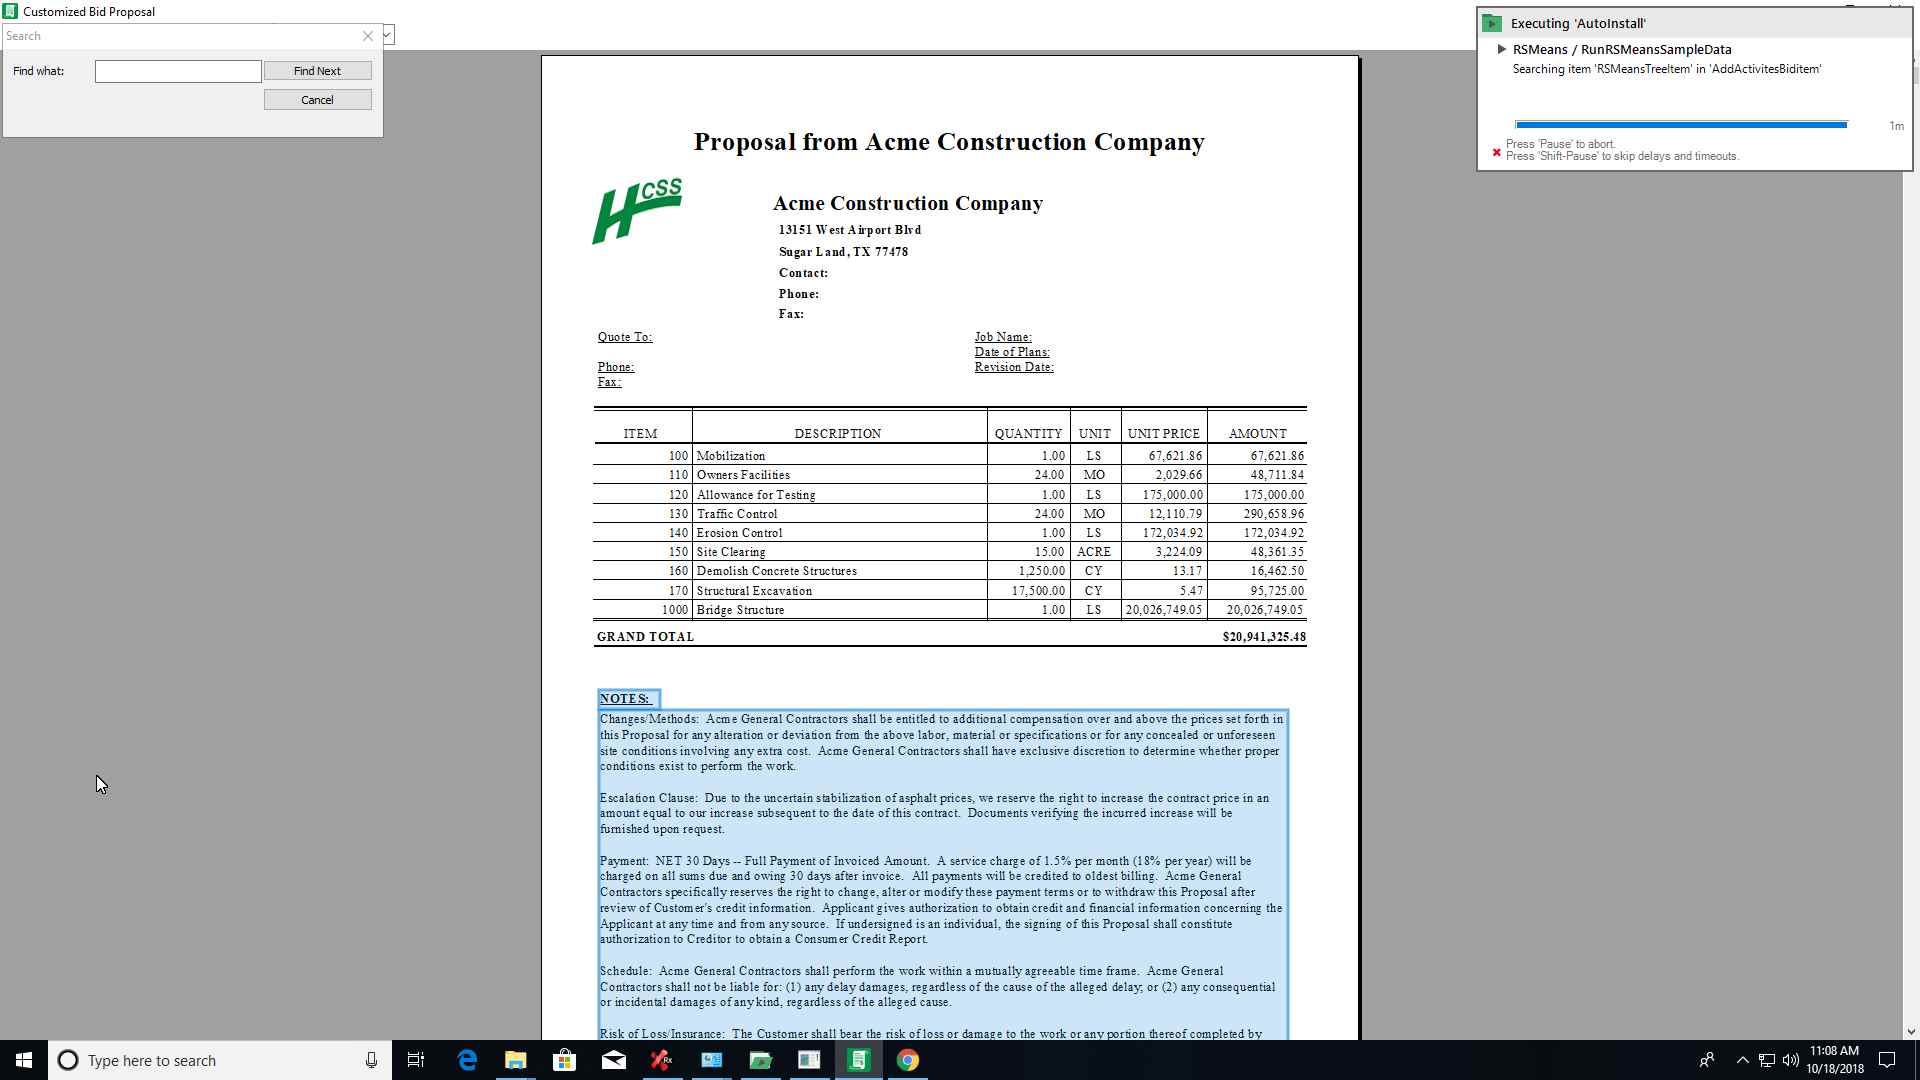 Customized Bid Proposal
Search
Find what:
Find Next
Cancel
Executing 'AutoInstall'
RSMeans / RunRSMeansSampleData
Searching item 'RSMeansTreeItem' in 'AddActivitesBiditem'
1m
Press 'Pause' to abort.
Press 'Shift-Pause' to skip delays and timeouts.
Proposal from Acme Construction Company
HCSS
Acme Construction Company
13151 West Airport Blvd
Sugar Land, TX 77478
Contact:
Phone:
Fax:
Quote To: Job Name:
Date of Plans:
Phone: Revision Date:
Fax:
ITEM DESCRIPTION QUANTITY UNIT UNIT PRICE AMOUNT
100 Mobilization 1.00 LS 67,621.86 67,621.86
110 Owners Facilities 24.00 MO 2,029.66 48,711.84
120 Allowance for Testing 1.00 LS 175,000.00 175,000.00
130 Traffic Control 24.00 MO 12,110.79 290,658.96
140 Erosion Control 1.00 LS 172,034.92 172,034.92
150 Site Clearing 15.00 ACRE 3,224.09 48,361.35
160 Demolish Concrete Structures 1,250.00 CY 13.17 16,462.50
170 Structural Excavation 17,500.00 CY 5.47 95,725.00
1000 Bridge Structure 1.00 LS 20,026,749.05 20,026,749.05
GRAND TOTAL $20,941,325.48
NOTES:
Changes/Methods: Acme General Contractors shall be entitled to additional compensation over and above the prices set forth in
this Proposal for any alteration or deviation from the above labor, material or specifications or for any concealed or unforeseen
site conditions involving any extra cost. Acme General Contractors shall have exclusive discretion to determine whether proper
conditions exist to perform the work.
Escalation Clause: Due to the uncertain stabilization of asphalt prices, we reserve the right to increase the contract price in an
amount equal to our increase subsequent to the date of this contract. Documents verifying the incurred increase will be
furnished upon request.
Payment: NET 30 Days -- Full Payment of Invoiced Amount. A service charge of 1.5% per month (18% per year) will be
charged on all sums due and owing 30 days after invoice. All payments will be credited to oldest billing. Acme General
Contractors specifically reserves the right to change, alter or modify these payment terms or to withdraw this Proposal after
review of Customer's credit information. Applicant gives authorization to obtain credit and financial information concerning the
Applicant at any time and from any source. If undersigned is an individual, the signing of this Proposal shall constitute
authorization to Creditor to obtain a Consumer Credit Report.
Schedule: Acme General Contractors shall perform the work within a mutually agreeable time frame. Acme General
Contractors shall not be liable for: (1) any delay damages, regardless of the cause of the alleged delay; or (2) any consequential
or incidental damages of any kind, regardless of the alleged cause.
Risk of Loss/Insurance: The Customer shall bear the risk of loss or damage to the work or any portion thereof completed by
Type here to search
11:08 AM
10/18/2018